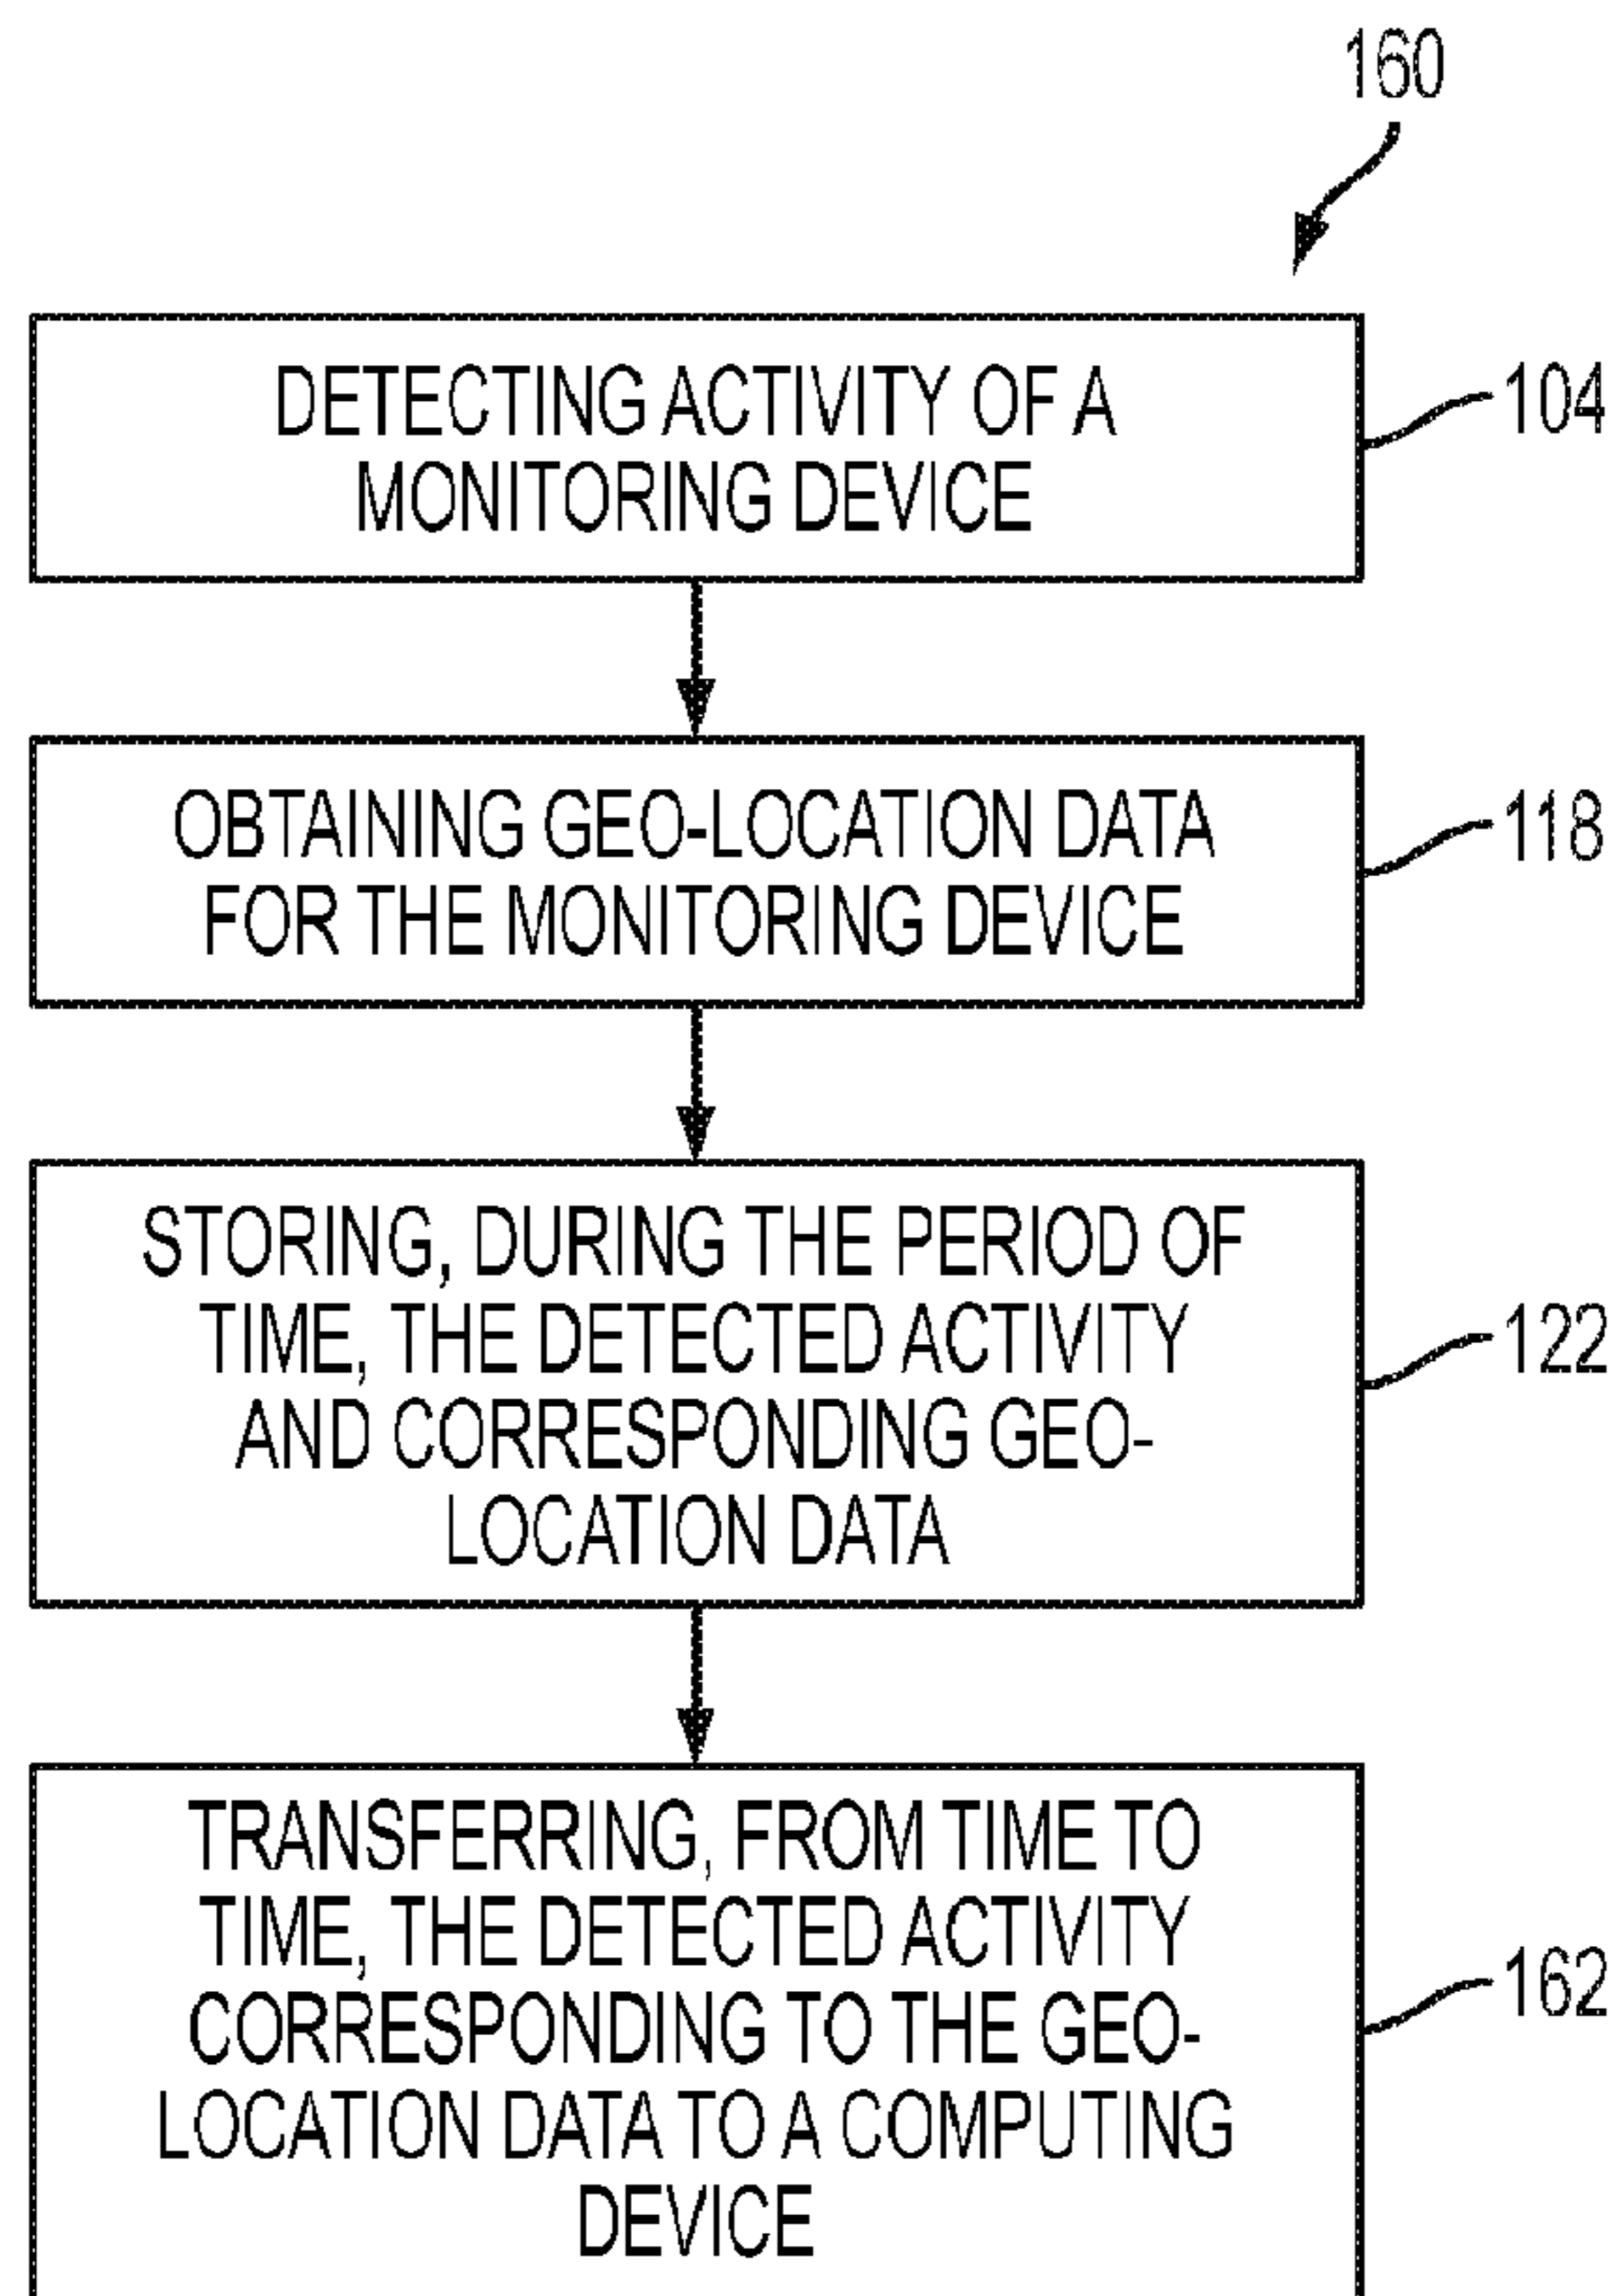 160
DETECTING ACTIVITY OF A
MONITORING DEVICE
104
OBTAINING GEO-LOCATION DATA
FOR THE MONITORING DEVICE
118
STORING, DURING THE PERIOD OF
TIME, THE DETECTED ACTIVITY
AND CORRESPONDING GEO-
LOCATION DATA
122
TRANSFERRING, FROM TIME TO
TIME, THE DETECTED ACTIVITY
CORRESPONDING TO THE GEO-
LOCATION DATA TO A COMPUTING
DEVICE
162